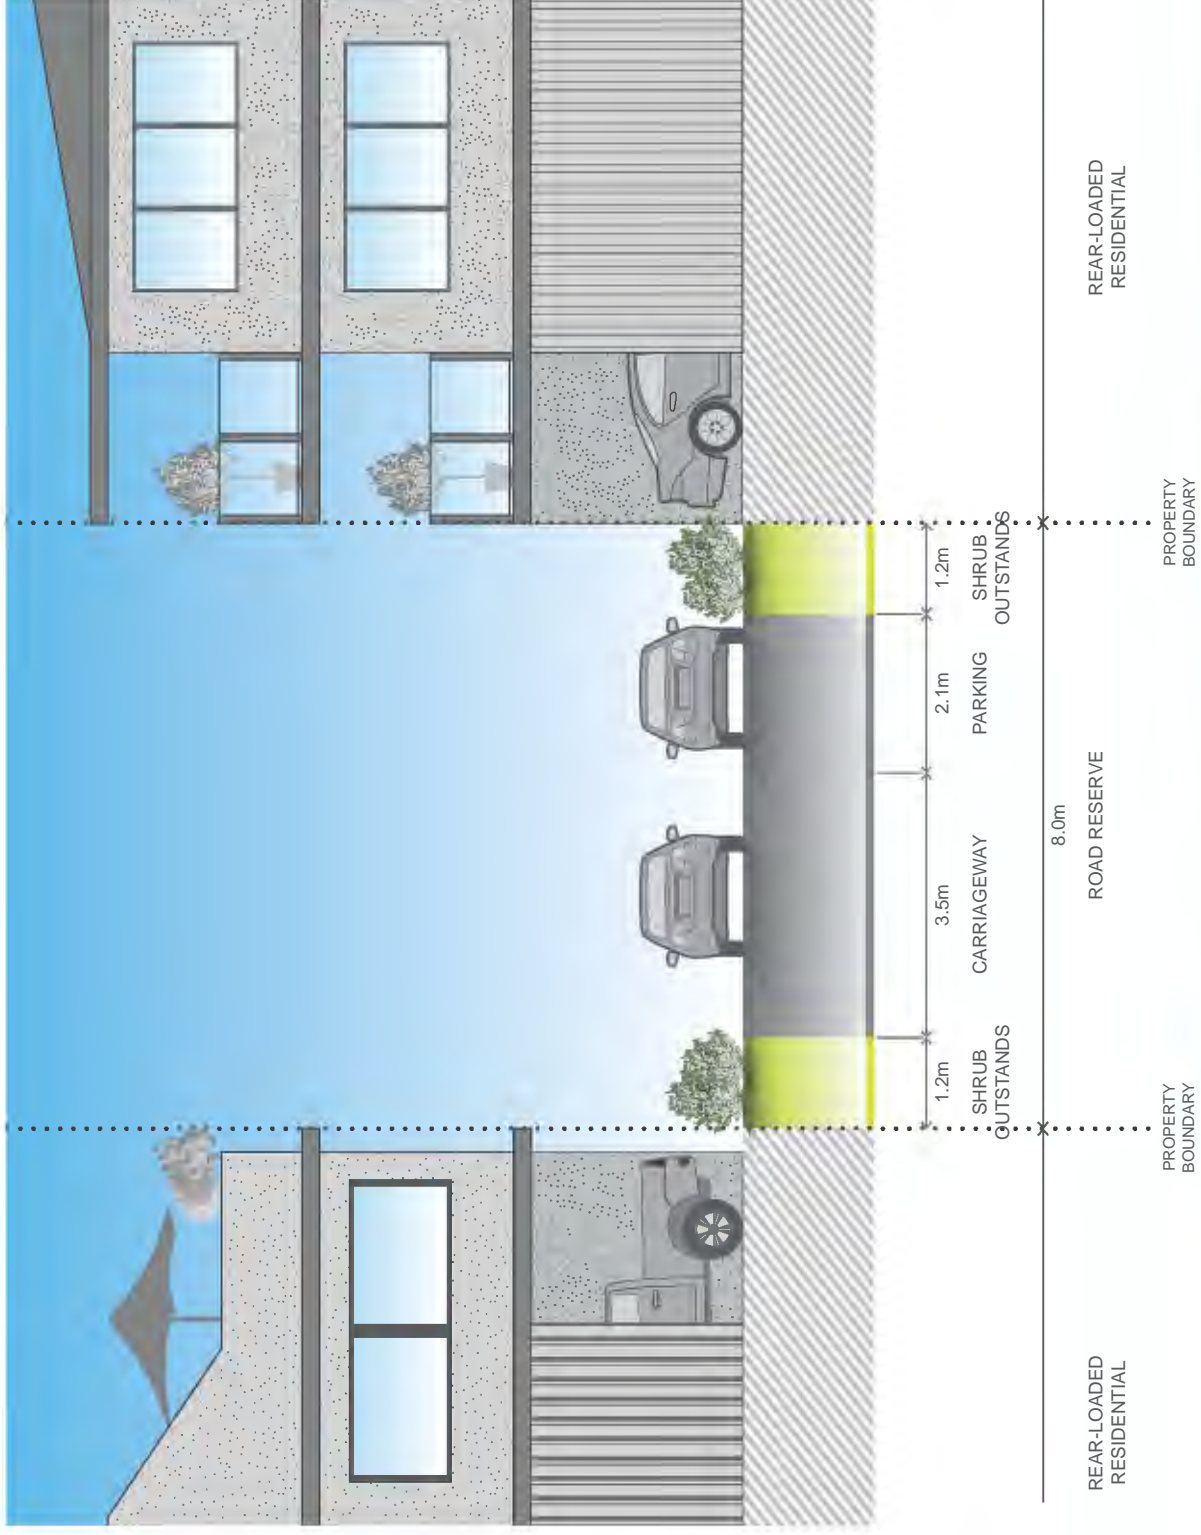 1.2m
3.5m
2.1m
1.2m
SHRUB
OUTSTANDS
CARRIAGEWAY
PARKING
SHRUB
OUTSTANDS
8.0m
REAR-LOADED
RESIDENTIAL
ROAD RESERVE
REAR-LOADED
RESIDENTIAL
PROPERTY
BOUNDARY
PROPERTY
BOUNDARY